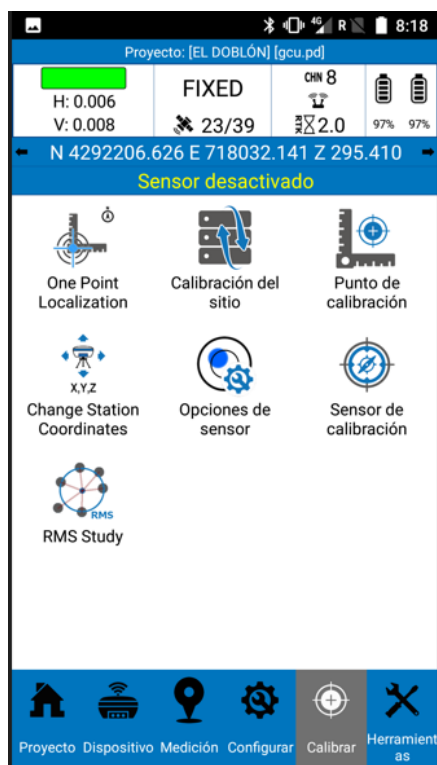 4G R 8:18
Proyecto: [EL DOBLÓN] [gcu.pd]
H: 0.006
V: 0.008
FIXED
23/39
CHN 8
2.0
97% 97%
N 4292206.626 E 718032.141 Z 295.410
Sensor desactivado
One Point
Localization
Calibración del
sitio
Punto de
calibración
X,Y,Z
Change Station
Coordinates
Opciones de
sensor
Sensor de
calibración
RMS
RMS Study
Proyecto Dispositivo Medición Configurar Calibrar Herramient
as